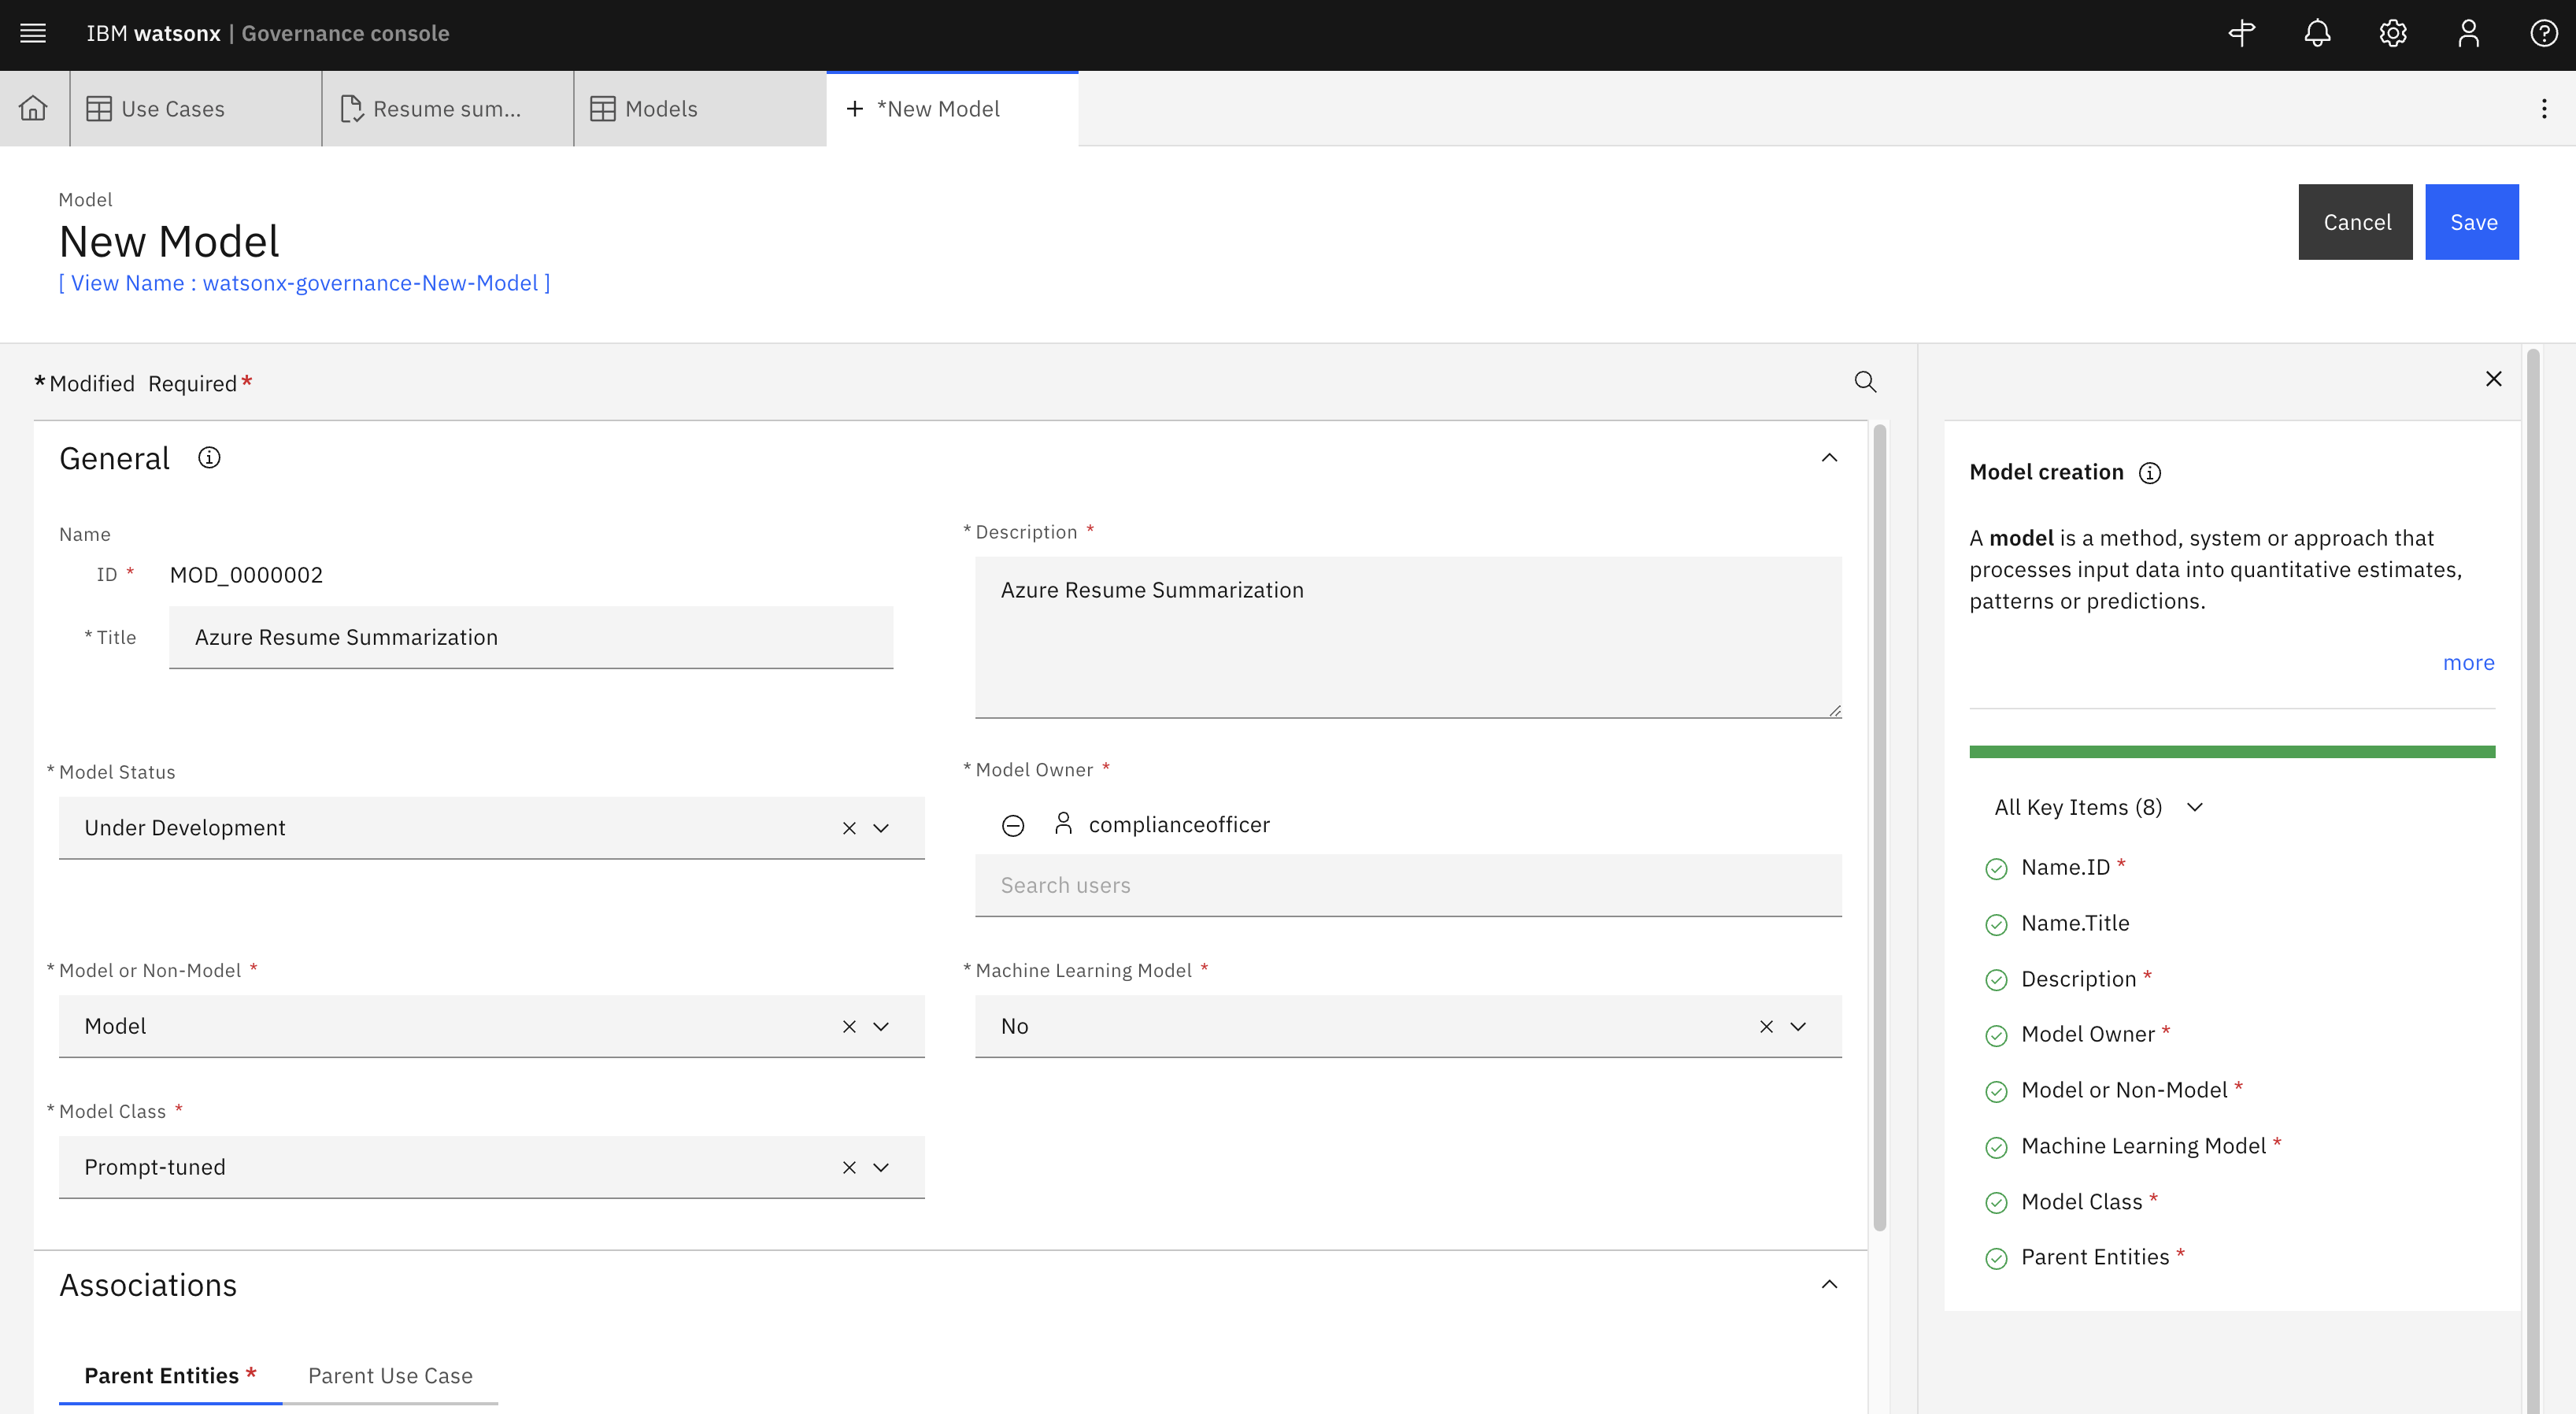 IBM watsonx | Governance console
Use Cases
Resume sum...
Models
*New Model
Model
New Model
[ View Name : watsonx-governance-New-Model ]
Cancel
Save
*Modified Required*
General
Name
ID *
MOD_0000002
*Title
Azure Resume Summarization
*Description *
Azure Resume Summarization
*Model Status
Under Development
*Model Owner *
complianceofficer
Search users
*Model or Non-Model *
Model
*Machine Learning Model *
No
*Model Class *
Prompt-tuned
Associations
Parent Entities *
Parent Use Case
Model creation
A model is a method, system or approach that
processes input data into quantitative estimates,
patterns or predictions.
more
All Key Items (8)
Name.ID *
Name.Title
Description *
Model Owner *
Model or Non-Model *
Machine Learning Model *
Model Class *
Parent Entities *